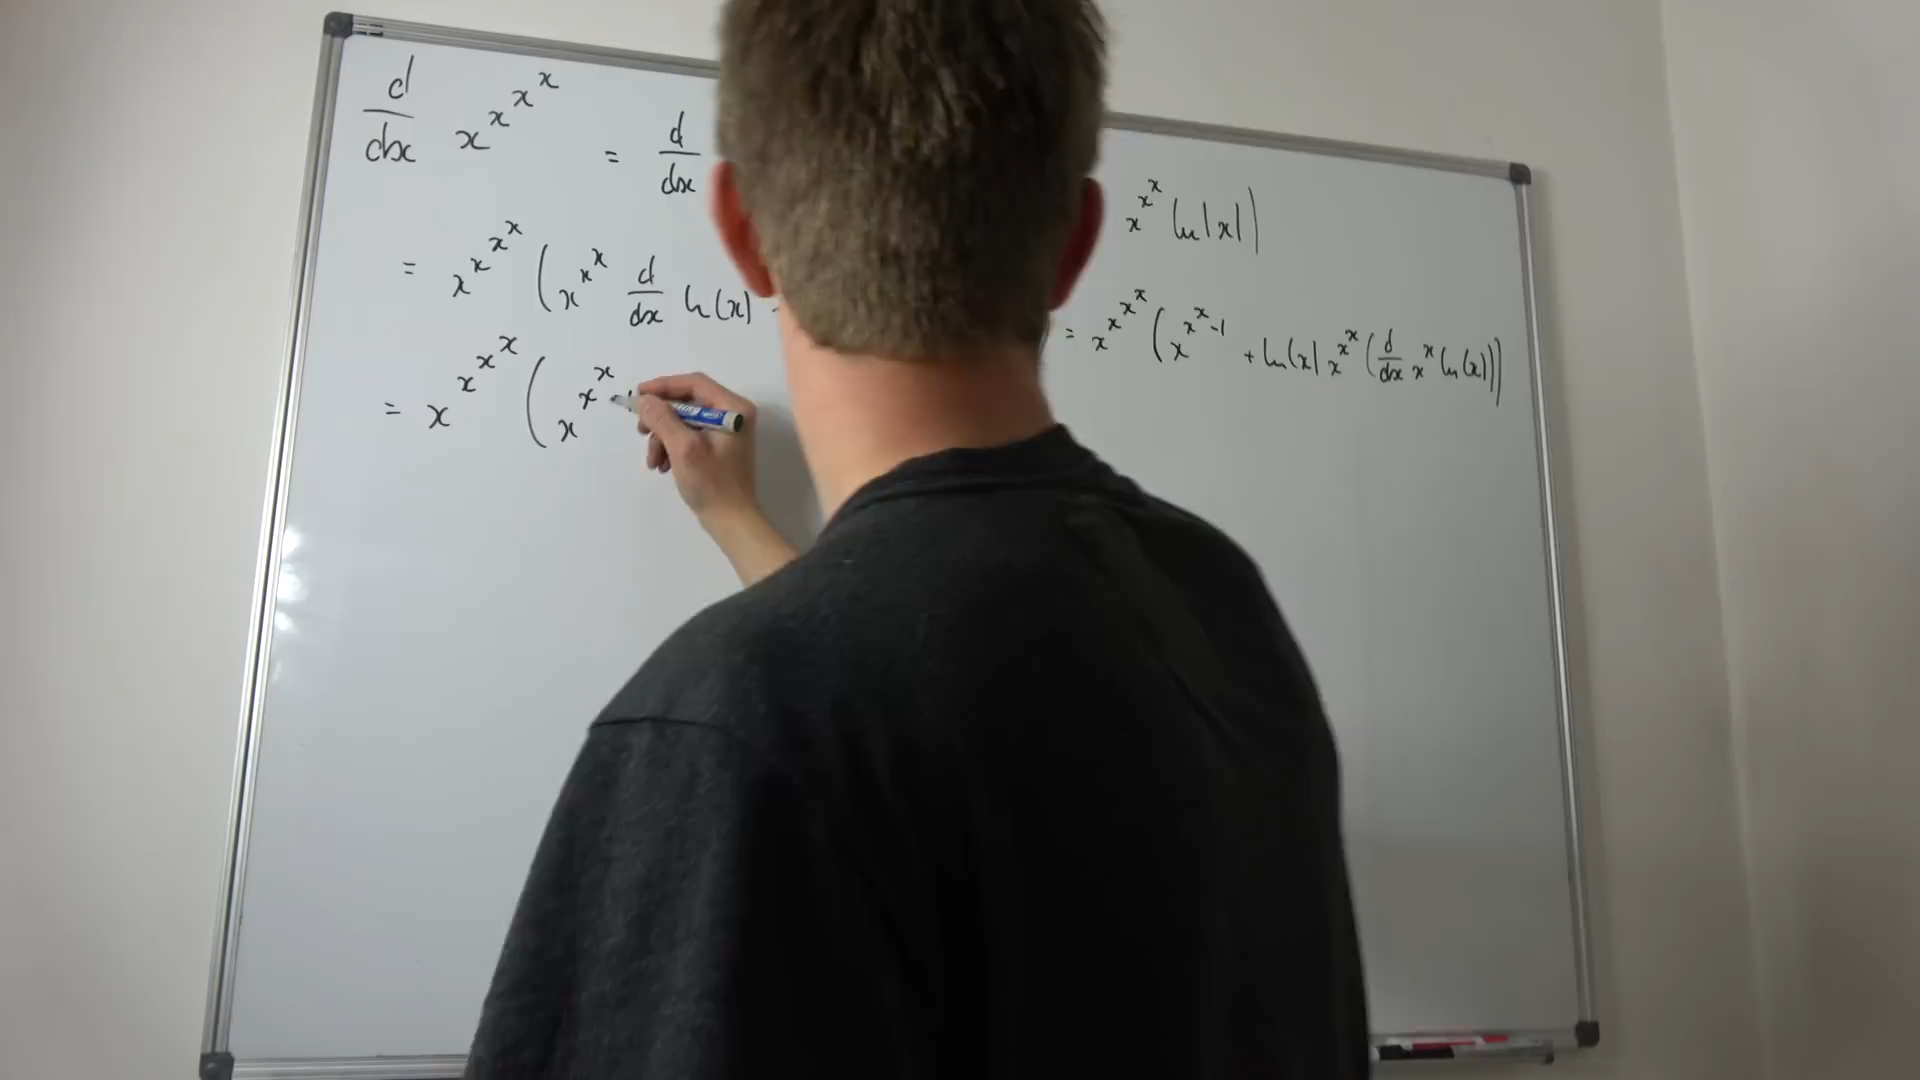 d/dx x^x^x^x = d/dx x^x^x ln(x))
= x^x^x^x (x^x^x d/dx ln(x) = x^x^x^x (x^x^x-1 + ln(x) x^x^x (d/dx x^x ln(x)))
= x^x^x^x (x^x^x